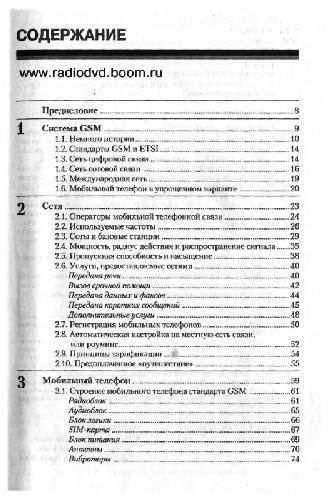 СОДЕРЖАНИЕ
www.radiodvd.boom.ru
Предисловие 8
1 Система GSM 9
1.1. Немного истории 10
1.2. Стандарты GSM и ETSI 14
1.3. Сеть цифровой связи 14
1.4. Сеть сотовой связи 16
1.5. Международная сеть 19
1.6. Мобильный телефон в упрощенном варианте 20
2 Сети 23
2.1. Операторы мобильной телефонной связи 24
2.2. Используемые частоты 26
2.3. Соты и базовые станции 29
2.4. Мощность, радиус действия и распространение сигнала 35
2.5. Пропускная способность и насыщение 38
2.6. Услуги, предоставляемые сетями 40
Передача речи 41
Вызов срочной помощи 42
Передача данных и факсов 44
Передача коротких сообщений 45
Дополнительные услуги 48
2.7. Регистрация мобильных телефонов 50
2.8. Автоматическая настройка на местную сеть связи,
или роуминг 52
2.9. Принципы тарификации 54
2.10. Предоплаченное «путешествие» 55
3 Мобильный телефон 59
3.1. Строение мобильного телефона стандарта GSM 61
Радиоблок 61
Аудиоблок 65
Блок логики 66
SIM-карта 67
Блок питания 69
Антенны 70
Вибраторы 74